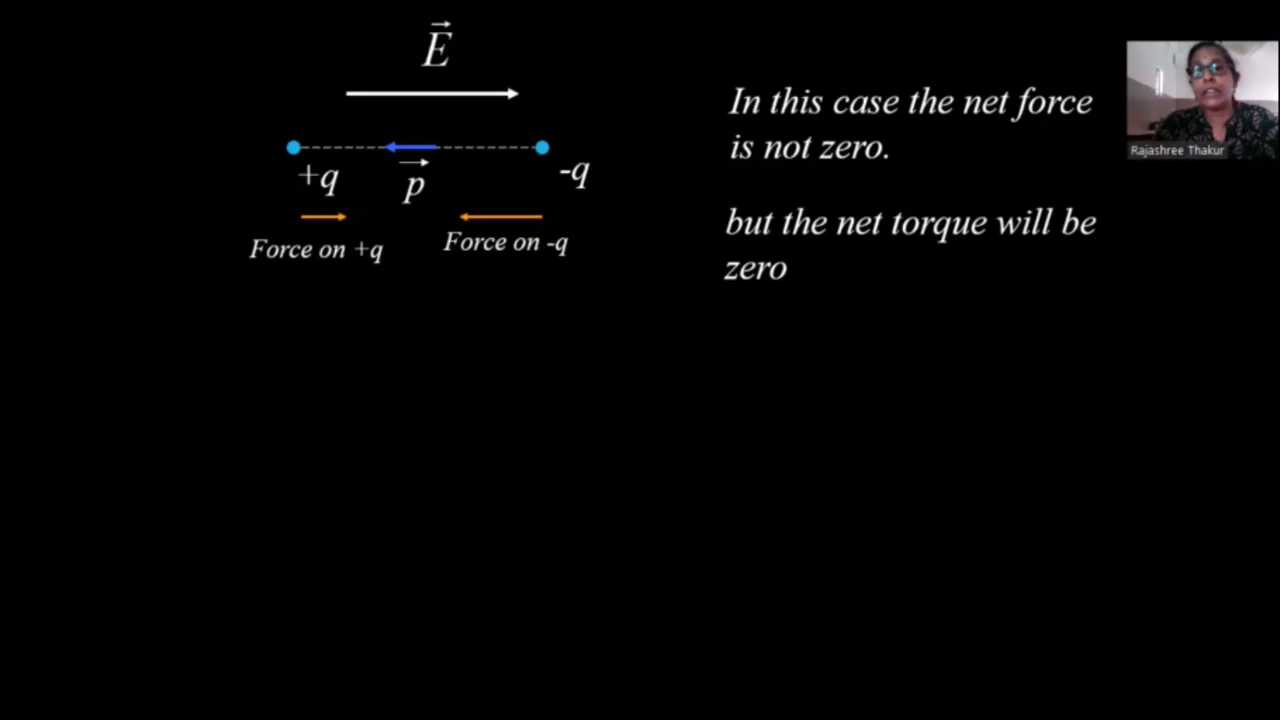 E
In this case the net force
is not zero.
+q
p
-q
Force on +q
Force on -q
but the net torque will be
zero
Rajashree Thakur